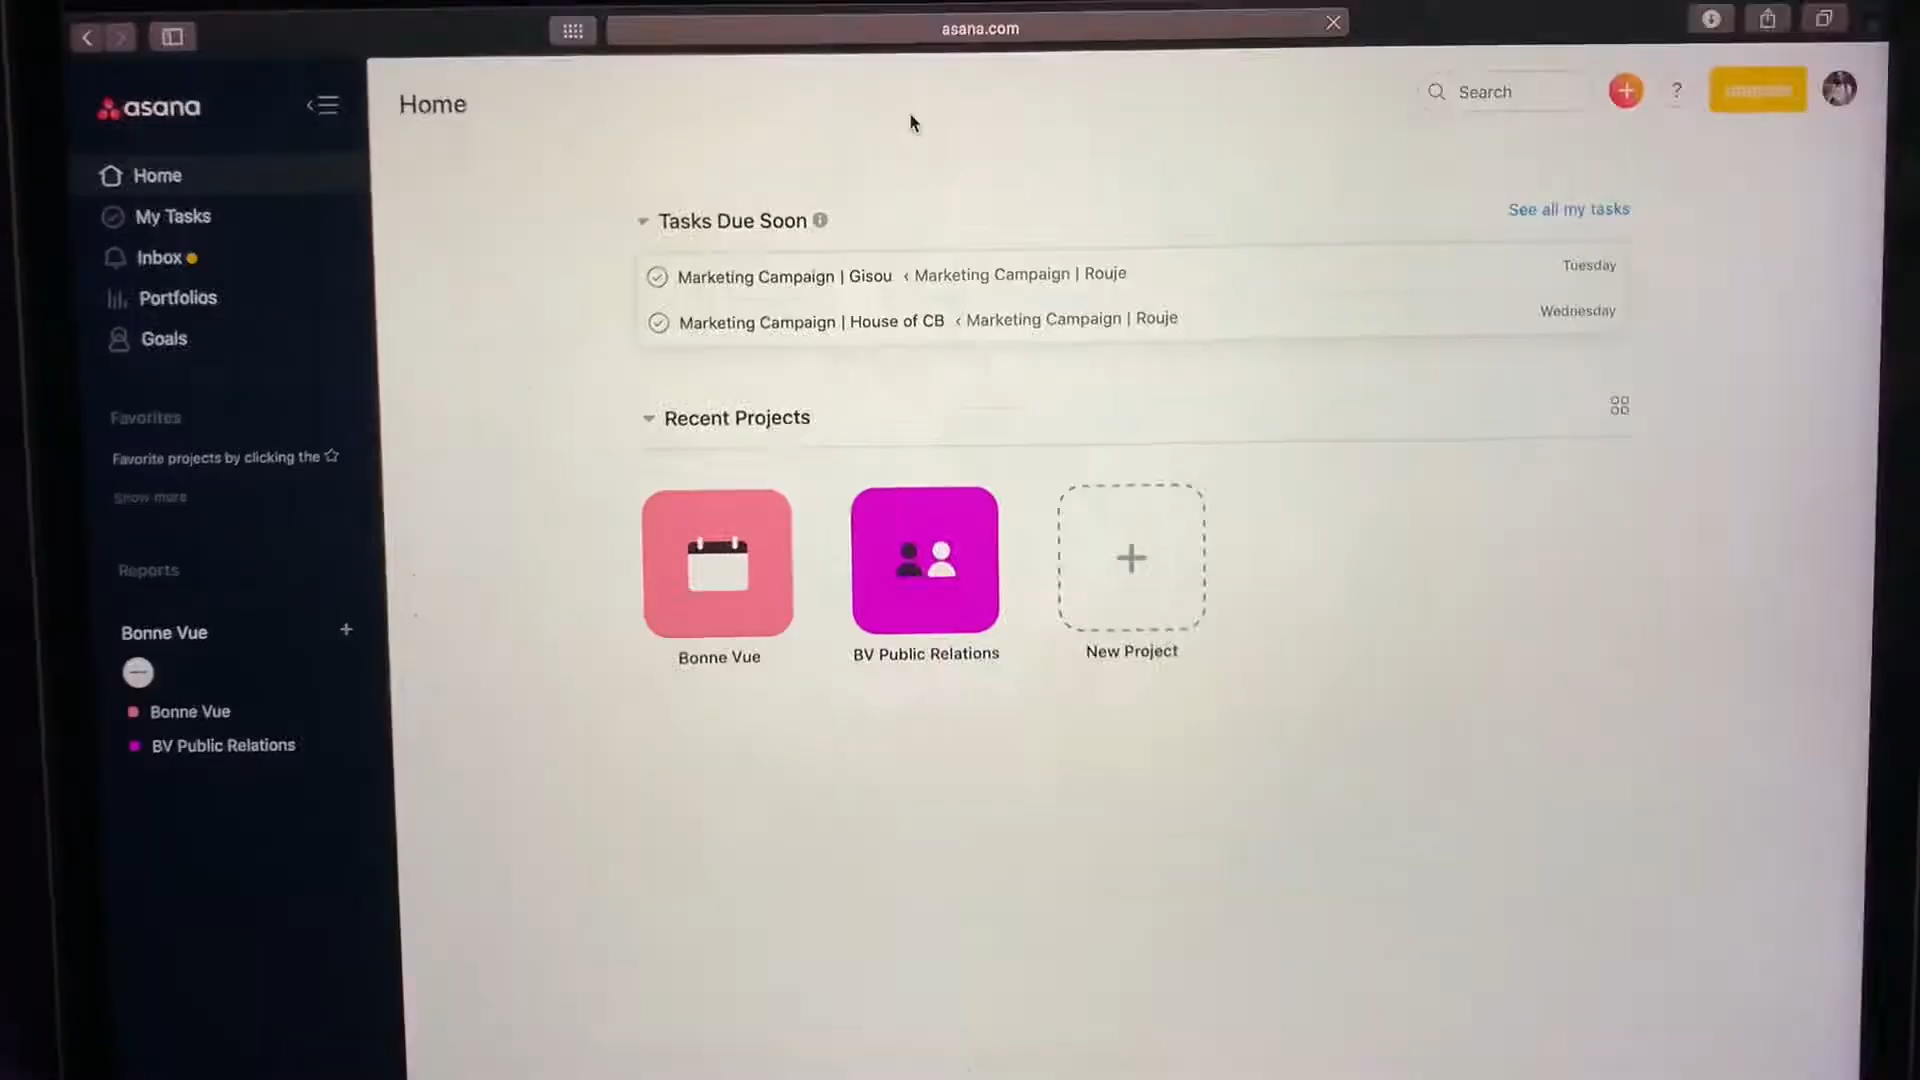 asana.com
asana
Home
Search
?
Home
My Tasks
Inbox
Portfolios
Goals
Favorites
Favorite projects by clicking the
Show more
Reports
Bonne Vue
Bonne Vue
BV Public Relations
Tasks Due Soon
See all my tasks
Marketing Campaign | Gisou ‹ Marketing Campaign | Rouje
Tuesday
Marketing Campaign | House of CB ‹ Marketing Campaign | Rouje
Wednesday
Recent Projects
Bonne Vue
BV Public Relations
New Project